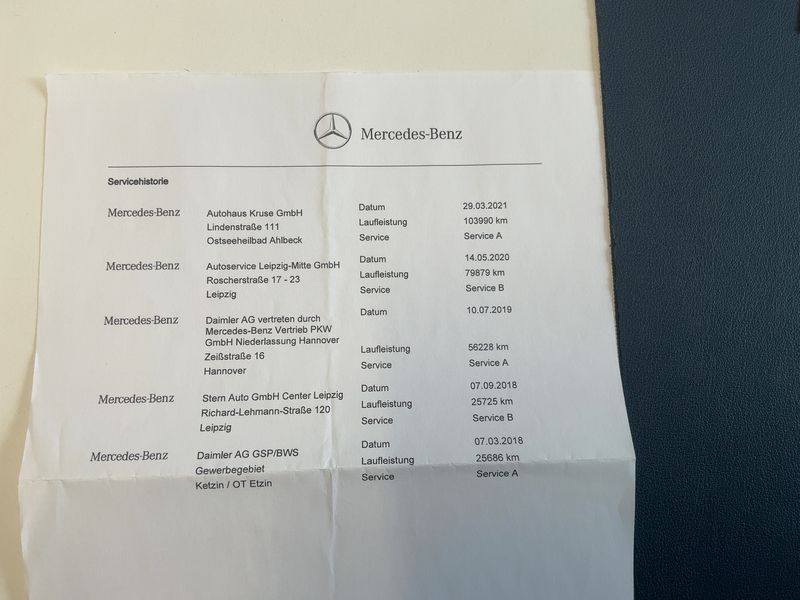 Mercedes-Benz
Servicehistorie
Mercedes-Benz Autohaus Kruse GmbH Datum 29.03.2021
Lindenstraße 111 Laufleistung 103990 km
Ostseeheilbad Ahlbeck Service Service A
Mercedes-Benz Autoservice Leipzig-Mitte GmbH Datum 14.05.2020
Roscherstraße 17 - 23 Laufleistung 79879 km
Leipzig Service Service B
Mercedes-Benz Daimler AG vertreten durch Datum 10.07.2019
Mercedes-Benz Vertrieb PKW
GmbH Niederlassung Hannover Laufleistung 56228 km
Zeißstraße 16 Service Service A
Hannover
Mercedes-Benz Stern Auto GmbH Center Leipzig Datum 07.09.2018
Richard-Lehmann-Straße 120 Laufleistung 25725 km
Leipzig Service Service B
Mercedes-Benz Daimler AG GSP/BWS Datum 07.03.2018
Gewerbegebiet Laufleistung 25686 km
Ketzin / OT Etzin Service Service A